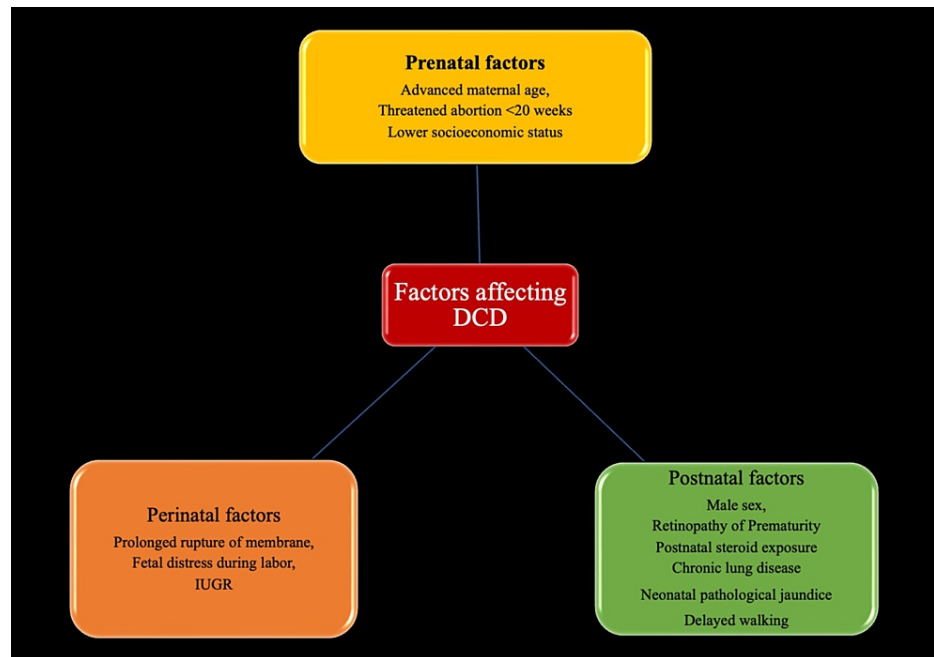 Prenatal factors
Advanced maternal age,
Threatened abortion <20 weeks
Lower socioeconomic status
Factors affecting
DCD
Perinatal factors
Prolonged rupture of membrane,
Fetal distress during labor,
IUGR
Postnatal factors
Male sex,
Retinopathy of Prematurity
Postnatal steroid exposure
Chronic lung disease
Neonatal pathological jaundice
Delayed walking